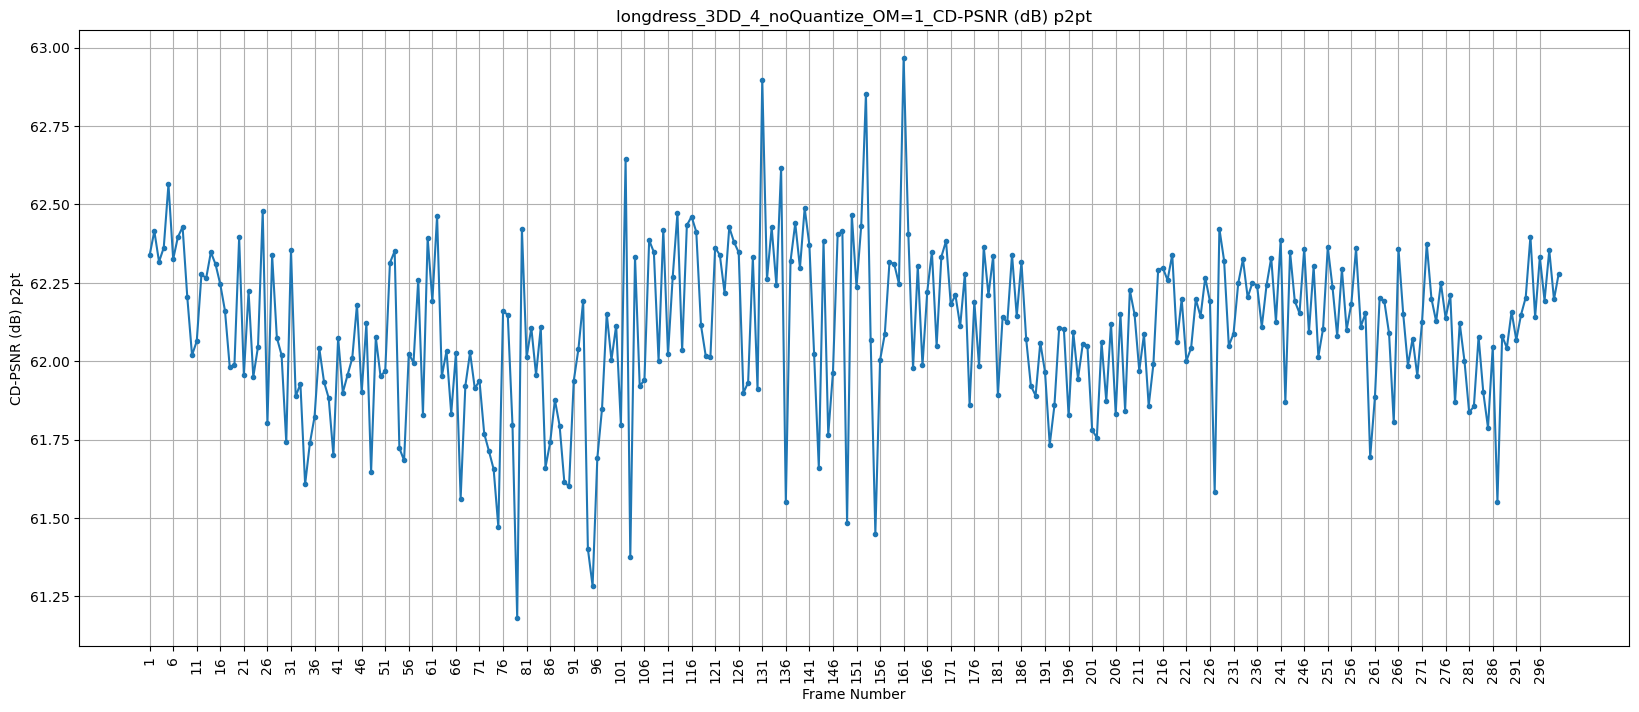 longdress_3DD_4_noQuantize_OM=1_CD-PSNR (dB) p2pt
CD-PSNR (dB) p2pt
63.00
62.75
62.50
62.25
62.00
61.75
61.50
61.25
1 6 11 16 21 26 31 36 41 46 51 56 61 66 71 76 81 86 91 96 101 106 111 116 121 126 131 136 141 146 151 156 161 166 171 176 181 186 191 196 201 206 211 216 221 226 231 236 241 246 251 256 261 266 271 276 281 286 291 296
Frame Number